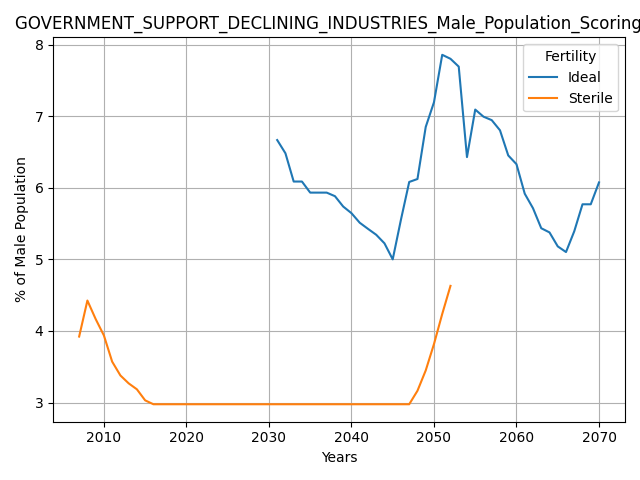 GOVERNMENT_SUPPORT_DECLINING_INDUSTRIES_Male_Population_Scoring
8
7
6
5
4
3
% of Male Population
Fertility
Ideal
Sterile
2010 2020 2030 2040 2050 2060 2070
Years